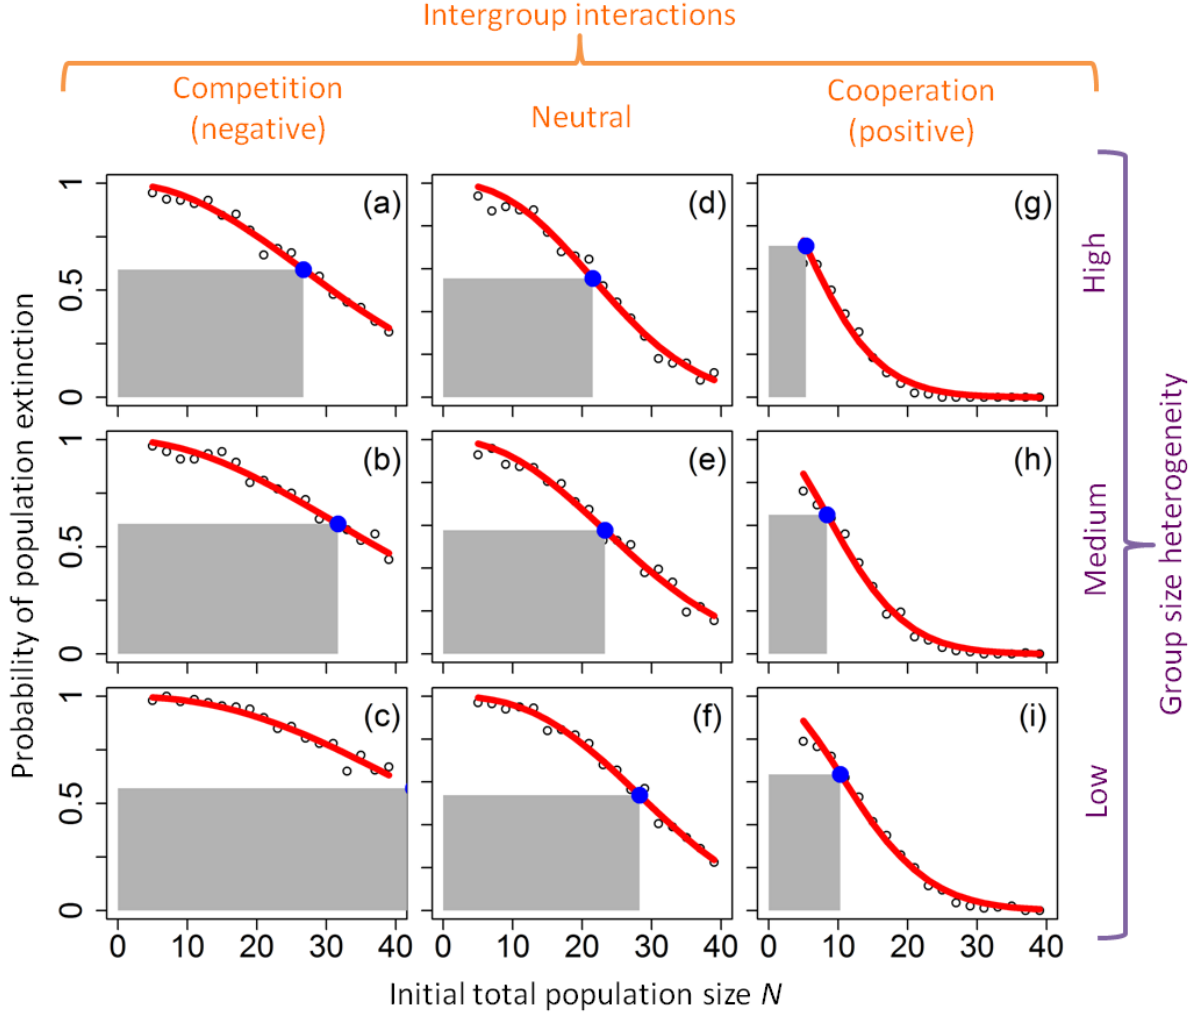 Intergroup interactions
Competition
(negative)
Neutral
Cooperation
(positive)
Probability of population extinction
1
0.5
0
(a)
(d)
(g)
High
1
0.5
0
(b)
(e)
(h)
Medium
1
0.5
0
(c)
(f)
(i)
Low
Group size heterogeneity
0 10 20 30 40
0 10 20 30 40
0 10 20 30 40
Initial total population size N